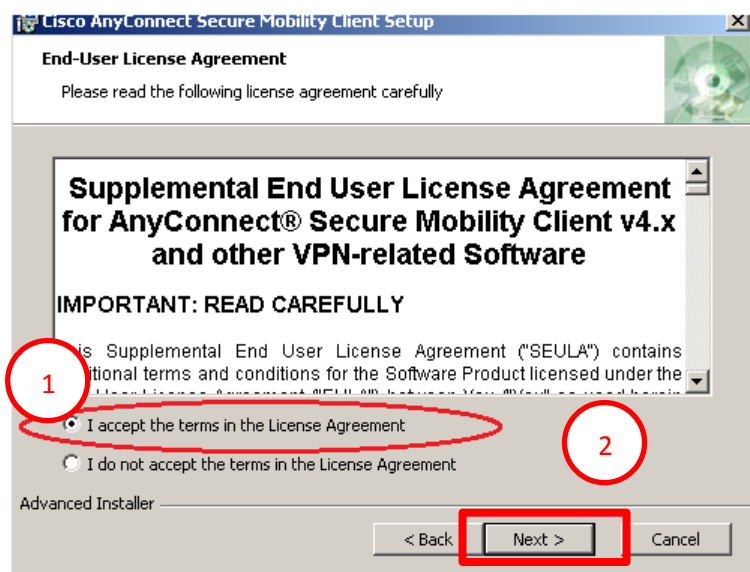 Cisco AnyConnect Secure Mobility Client Setup
End-User License Agreement
Please read the following license agreement carefully
Supplemental End User License Agreement
for AnyConnect® Secure Mobility Client v4.x
and other VPN-related Software
IMPORTANT: READ CAREFULLY
Supplemental End User License Agreement ("SEULA") contains
terms and conditions for the Software Product licensed under the
1
I accept the terms in the License Agreement
2
I do not accept the terms in the License Agreement
Advanced Installer
< Back
Next >
Cancel